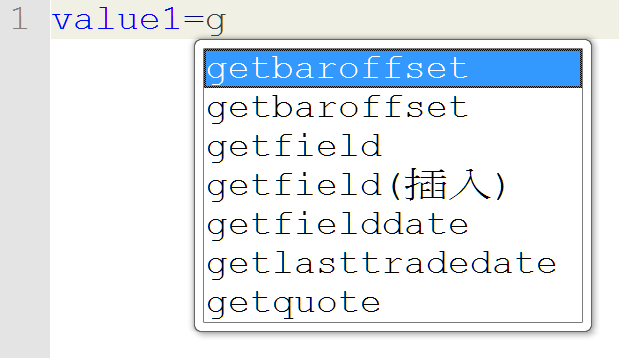 1 value1=g
getbaroffset
getbaroffset
getfield
getfield(插入)
getfielddate
getlasttradedate
getquote